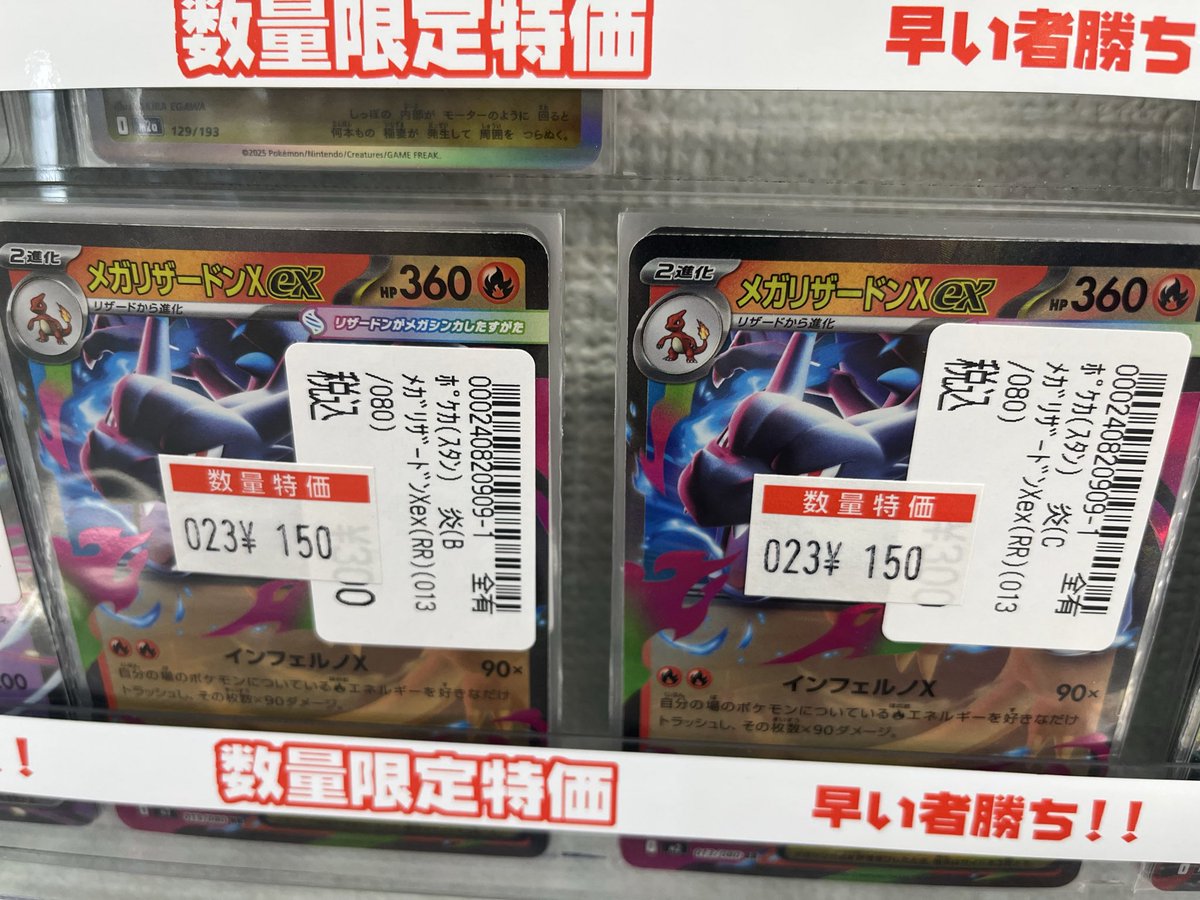 数量限定特価
早い者勝ち
AKIRA EGAWA
129/193
しっぽの 内部が モーターのように 回ると
何本もの 稲妻が 発生して 周囲を つらぬく。
©2025 Pokémon/Nintendo/Creatures/GAME FREAK.
2進化
メガリザードンXex
HP 360
リザードから進化
リザードンがメガシンカしたすがた
000240820909-1 全有
ポケカ(スタン) 炎(B
メガリザードンXex(RR)(013
/080)
税込
数量特価
023¥ 150
インフェルノX 90×
自分の場のポケモンについている エネルギーを好きなだけ
トラッシュし、その枚数×90ダメージ。
2進化
メガリザードンXex
HP 360
リザードから進化
000240820909-1
ポケカ(スタン) 炎(C 全有
メガリザードンXex(RR)(013
/080)
税込
数量特価
023¥ 150
インフェルノX 90×
自分の場のポケモンについている エネルギーを好きなだけ
トラッシュし、その枚数×90ダメージ。
数量限定特価
早い者勝ち!!